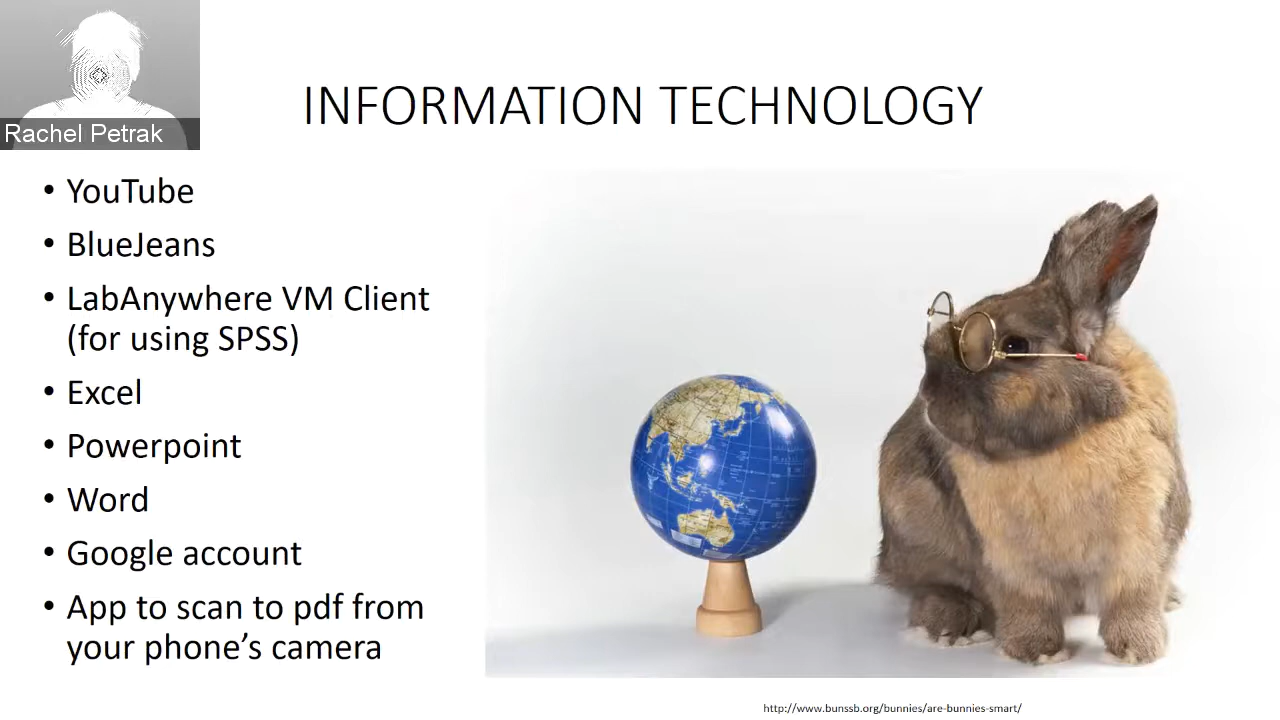 Rachel Petrak
INFORMATION TECHNOLOGY
• YouTube
• BlueJeans
• LabAnywhere VM Client
(for using SPSS)
• Excel
• Powerpoint
• Word
• Google account
• App to scan to pdf from
your phone’s camera
http://www.bunssb.org/bunnies/are-bunnies-smart/